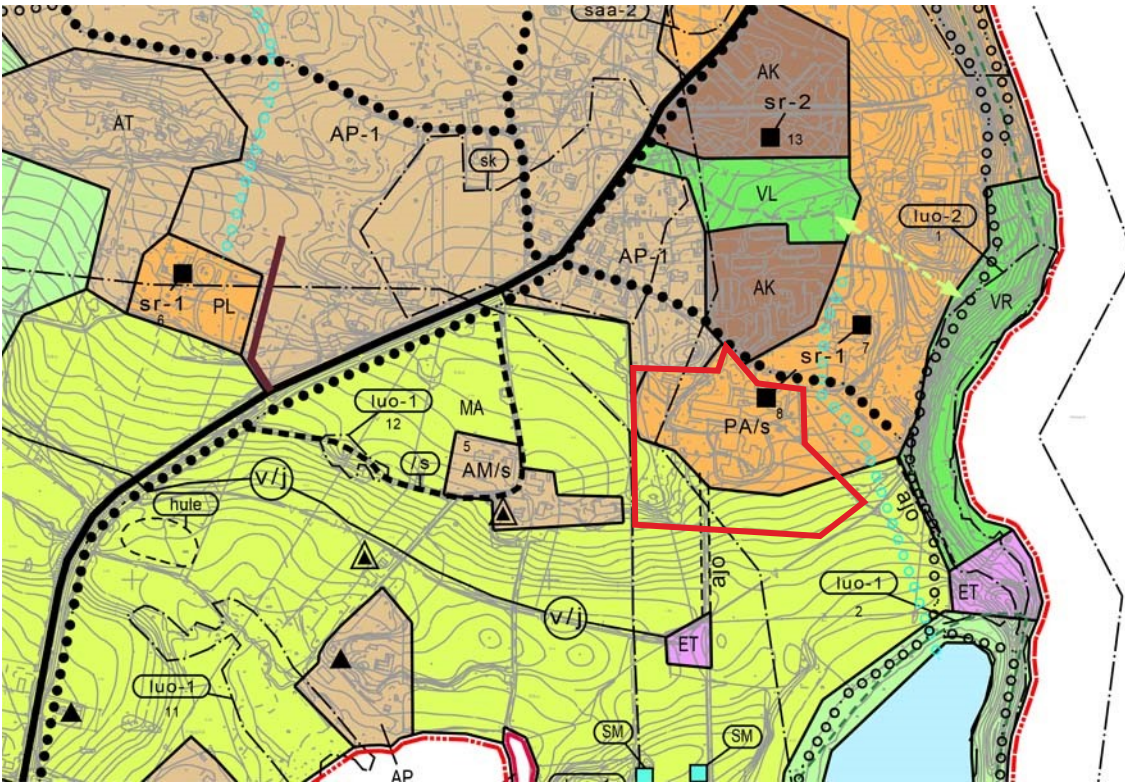 saa-2
AK
sr-2
13
AT
AP-1
sk
VL
luo-2
1
AP-1
VR
AK
sr-1
6
PL
sr-1
7
8
PA/s
luo-1
12
MA
5
AM/s
/s
v/j
hule
ajo
ajo
luo-1
2
ET
v/j
ET
luo-1
11
SM
SM
AP